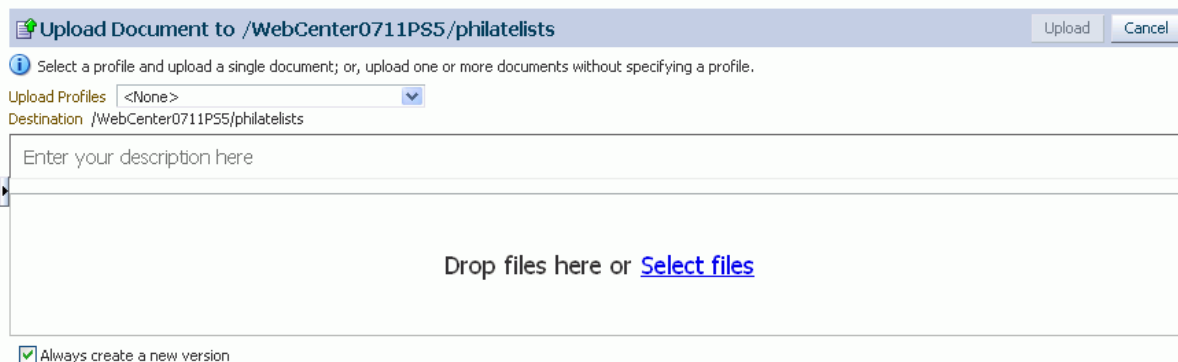 Upload Document to /WebCenter0711PS5/philatelists Upload Cancel
Select a profile and upload a single document; or, upload one or more documents without specifying a profile.
Upload Profiles <None>
Destination /WebCenter0711PS5/philatelists
Enter your description here
Drop files here or Select files
Always create a new version